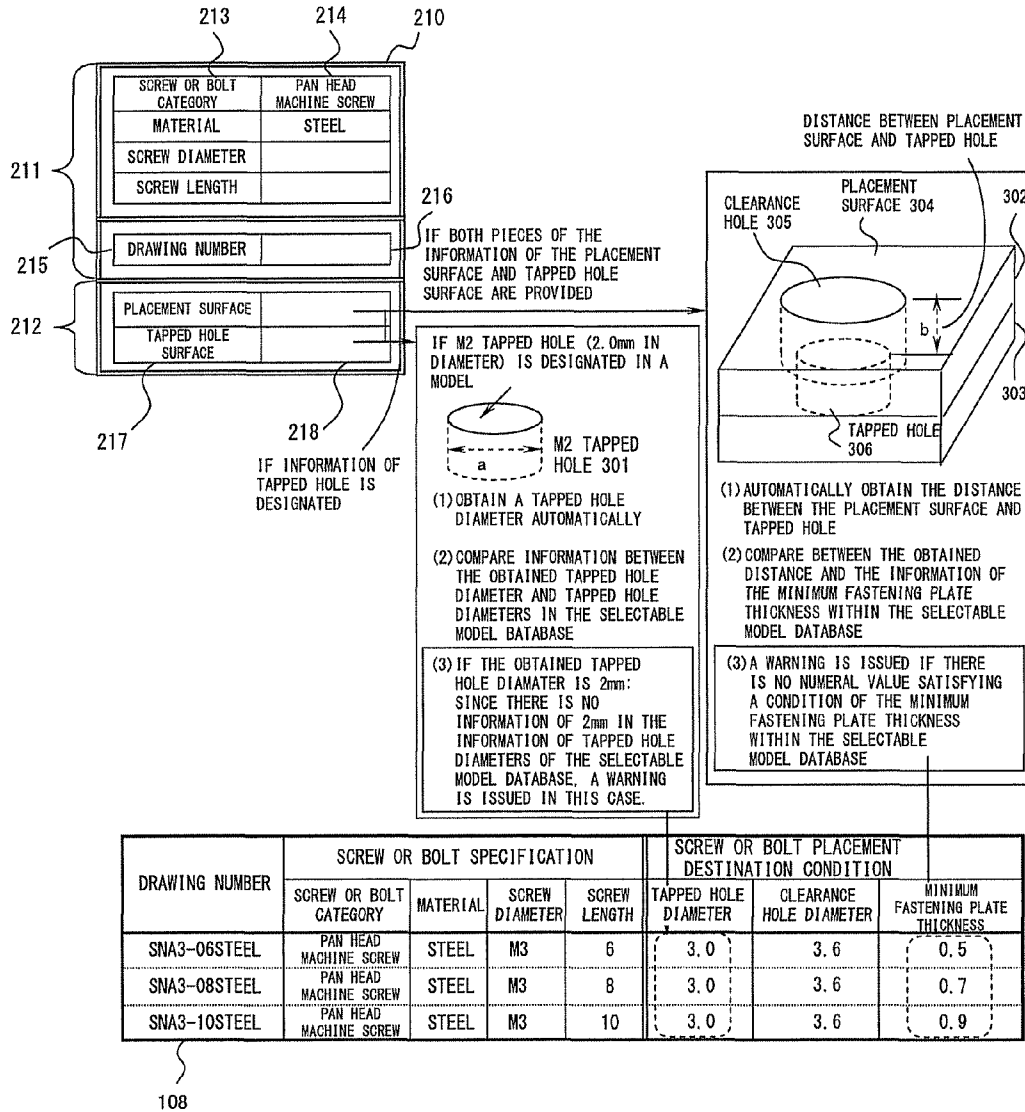 213
214
210
SCREW OR BOLT
CATEGORY
PAN HEAD
MACHINE SCREW
MATERIAL
STEEL
SCREW DIAMETER
SCREW LENGTH
211
216
DRAWING NUMBER
215
IF BOTH PIECES OF THE
INFORMATION OF THE PLACEMENT
SURFACE AND TAPPED HOLE
SURFACE ARE PROVIDED
212
PLACEMENT SURFACE
TAPPED HOLE
SURFACE
217
218
IF INFORMATION OF
TAPPED HOLE IS
DESIGNATED
IF M2 TAPPED HOLE (2.0mm IN
DIAMETER) IS DESIGNATED IN A
MODEL
a
M2 TAPPED
HOLE 301
(1) OBTAIN A TAPPED HOLE
DIAMETER AUTOMATICALLY
(2) COMPARE INFORMATION BETWEEN
THE OBTAINED TAPPED HOLE
DIAMETER AND TAPPED HOLE
DIAMETERS IN THE SELECTABLE
MODEL BATABASE
(3) IF THE OBTAINED TAPPED
HOLE DIAMATER IS 2mm:
SINCE THERE IS NO
INFORMATION OF 2mm IN THE
INFORMATION OF TAPPED HOLE
DIAMETERS OF THE SELECTABLE
MODEL DATABASE, A WARNING
IS ISSUED IN THIS CASE.
DISTANCE BETWEEN PLACEMENT
SURFACE AND TAPPED HOLE
CLEARANCE
HOLE 305
PLACEMENT
SURFACE 304
302
b
303
TAPPED HOLE
306
(1) AUTOMATICALLY OBTAIN THE DISTANCE
BETWEEN THE PLACEMENT SURFACE AND
TAPPED HOLE
(2) COMPARE BETWEEN THE OBTAINED
DISTANCE AND THE INFORMATION OF
THE MINIMUM FASTENING PLATE
THICKNESS WITHIN THE SELECTABLE
MODEL DATABASE
(3) A WARNING IS ISSUED IF THERE
IS NO NUMERAL VALUE SATISFYING
A CONDITION OF THE MINIMUM
FASTENING PLATE THICKNESS
WITHIN THE SELECTABLE
MODEL DATABASE
DRAWING NUMBER
SCREW OR BOLT SPECIFICATION
SCREW OR BOLT PLACEMENT
DESTINATION CONDITION
SCREW OR BOLT
CATEGORY
MATERIAL
SCREW
DIAMETER
SCREW
LENGTH
TAPPED HOLE
DIAMETER
CLEARANCE
HOLE DIAMETER
MINIMUM
FASTENING PLATE
THICKNESS
SNA3-06STEEL
PAN HEAD
MACHINE SCREW
STEEL
M3
6
3.0
3.6
0.5
SNA3-08STEEL
PAN HEAD
MACHINE SCREW
STEEL
M3
8
3.0
3.6
0.7
SNA3-10STEEL
PAN HEAD
MACHINE SCREW
STEEL
M3
10
3.0
3.6
0.9
108